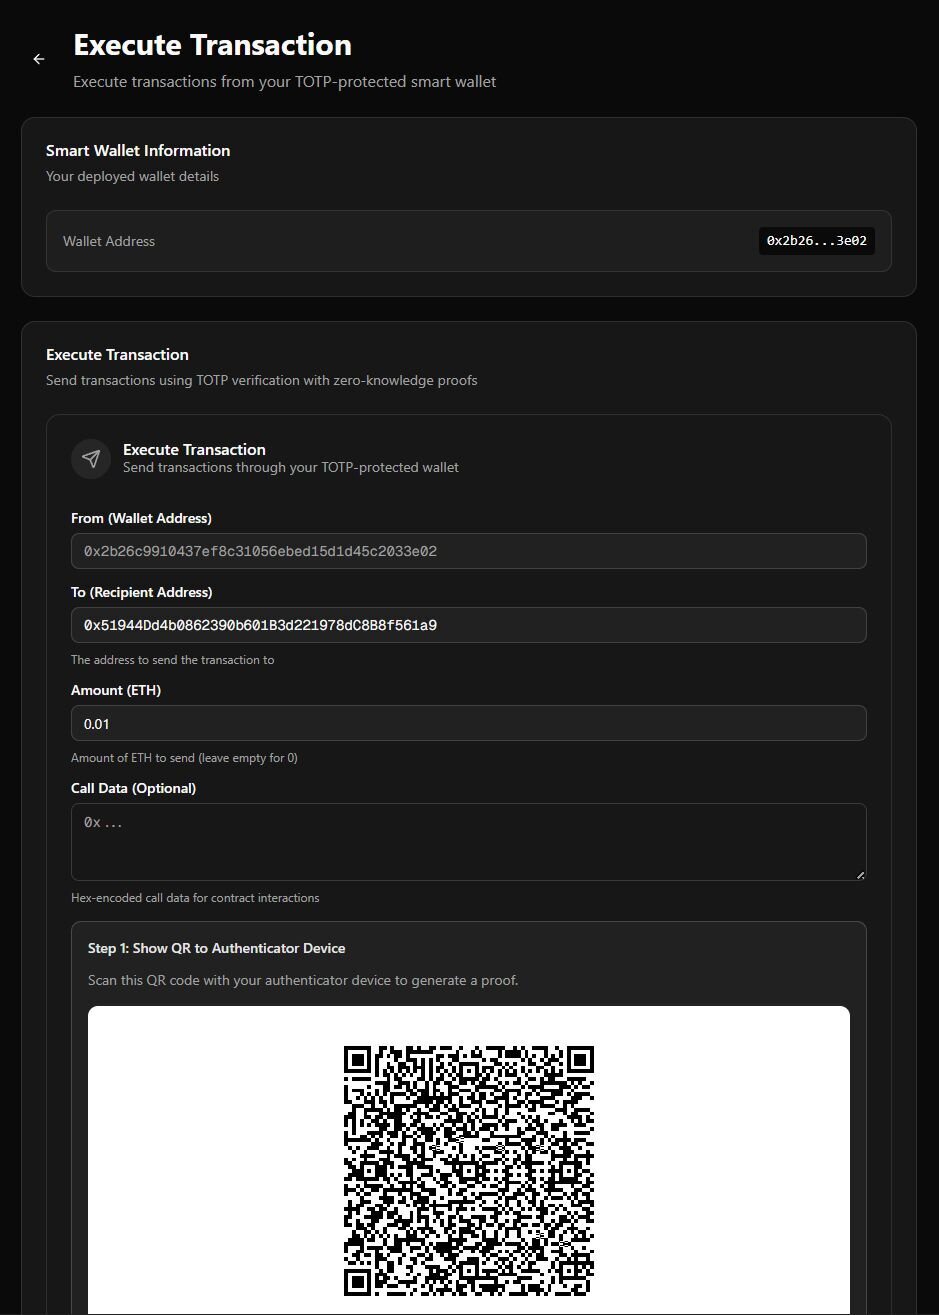 Execute Transaction
Execute transactions from your TOTP-protected smart wallet
Smart Wallet Information
Your deployed wallet details
Wallet Address
0x2b26...3e02
Execute Transaction
Send transactions using TOTP verification with zero-knowledge proofs
Execute Transaction
Send transactions through your TOTP-protected wallet
From (Wallet Address)
0x2b26c9910437ef8c31056ebed15d1d45c2033e02
To (Recipient Address)
0x51944Dd4b0862390b601B3d221978dC8B8f561a9
The address to send the transaction to
Amount (ETH)
0.01
Amount of ETH to send (leave empty for 0)
Call Data (Optional)
0x...
Hex-encoded call data for contract interactions
Step 1: Show QR to Authenticator Device
Scan this QR code with your authenticator device to generate a proof.